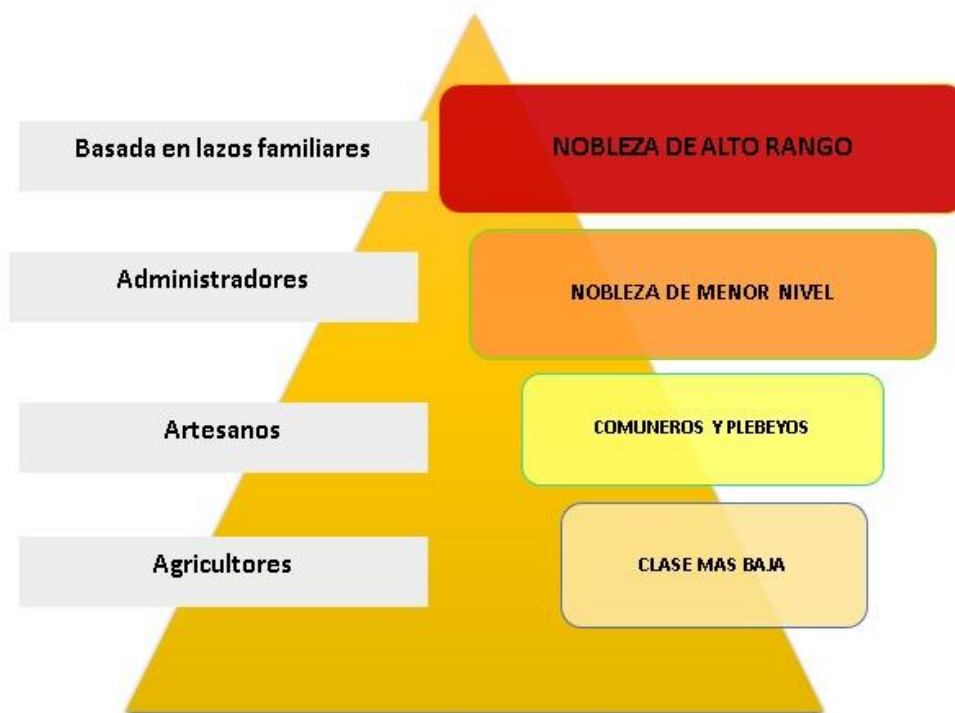 Basada en lazos familiares
NOBLEZA DE ALTO RANGO
Administradores
NOBLEZA DE MENOR NIVEL
Artesanos
COMUNEROS Y PLEBEYOS
Agricultores
CLASE MAS BAJA